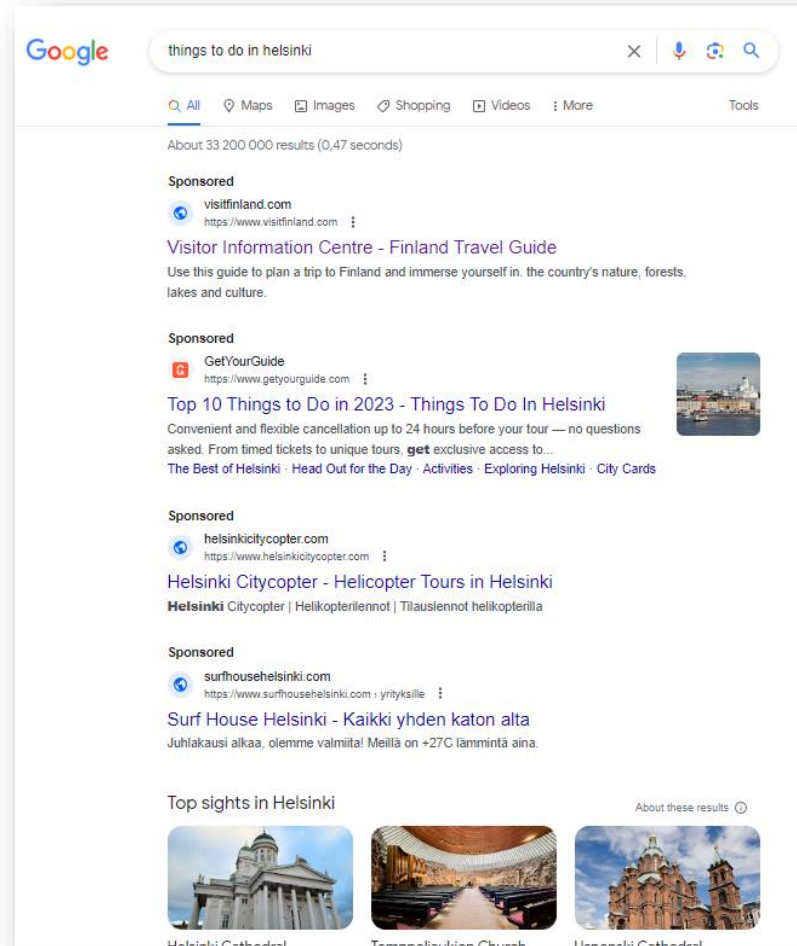 Google
things to do in helsinki
All Maps Images Shopping Videos More Tools
About 33 200 000 results (0,47 seconds)
Sponsored
visitfinland.com
https://www.visitfinland.com
Visitor Information Centre - Finland Travel Guide
Use this guide to plan a trip to Finland and immerse yourself in. the country's nature, forests,
lakes and culture.
Sponsored
G
GetYourGuide
https://www.getyourguide.com
Top 10 Things to Do in 2023 - Things To Do In Helsinki
Convenient and flexible cancellation up to 24 hours before your tour — no questions
asked. From timed tickets to unique tours, get exclusive access to...
The Best of Helsinki · Head Out for the Day · Activities · Exploring Helsinki · City Cards
Sponsored
helsinkicitycopter.com
https://www.helsinkicitycopter.com
Helsinki Citycopter - Helicopter Tours in Helsinki
Helsinki Citycopter | Helikopterilennot | Tilauslennot helikopterilla
Sponsored
surfhousehelsinki.com
https://www.surfhousehelsinki.com › yrityksille
Surf House Helsinki - Kaikki yhden katon alta
Juhlakausi alkaa, olemme valmiita! Meillä on +27C lämmintä aina.
Top sights in Helsinki
About these results
Helsinki Cathedral Temppeliaukion Church Uspenski Cathedral